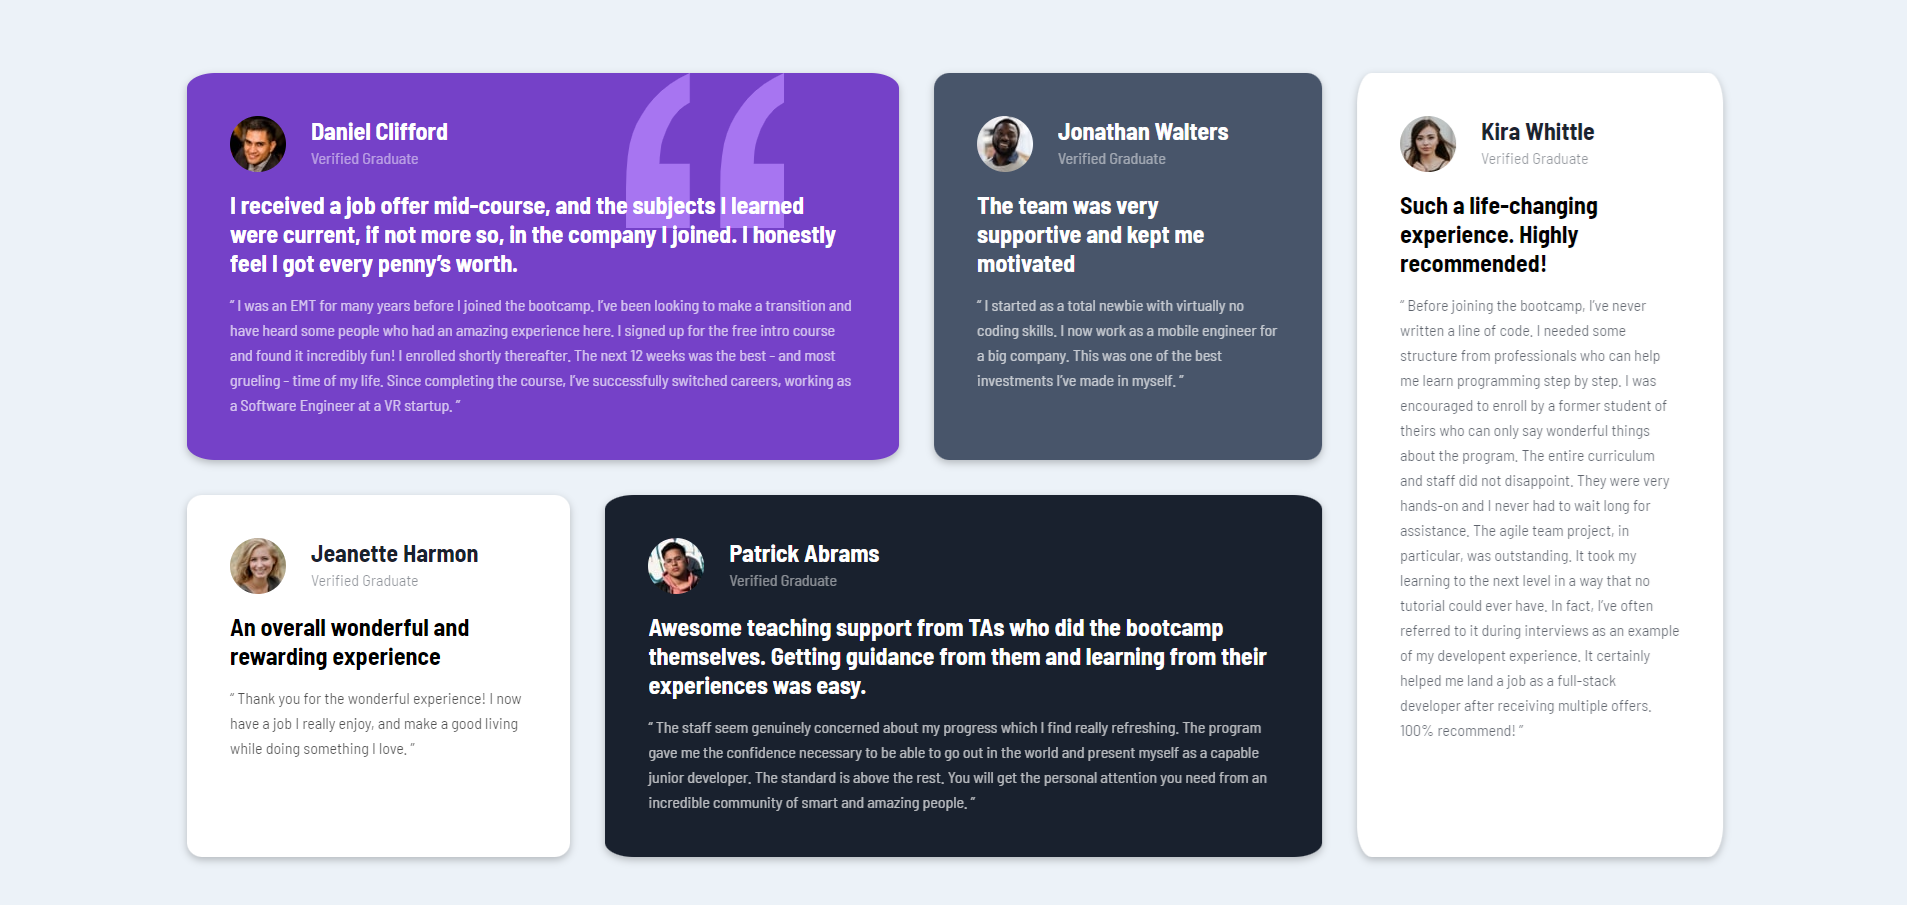 Daniel Clifford
Verified Graduate
I received a job offer mid-course, and the subjects I learned
were current, if not more so, in the company I joined. I honestly
feel I got every penny’s worth.
“ I was an EMT for many years before I joined the bootcamp. I’ve been looking to make a transition and
have heard some people who had an amazing experience here. I signed up for the free intro course
and found it incredibly fun! I enrolled shortly thereafter. The next 12 weeks was the best - and most
grueling - time of my life. Since completing the course, I’ve successfully switched careers, working as
a Software Engineer at a VR startup. ”
Jonathan Walters
Verified Graduate
The team was very
supportive and kept me
motivated
“ I started as a total newbie with virtually no
coding skills. I now work as a mobile engineer for
a big company. This was one of the best
investments I’ve made in myself. ”
Kira Whittle
Verified Graduate
Such a life-changing
experience. Highly
recommended!
“ Before joining the bootcamp, I’ve never
written a line of code. I needed some
structure from professionals who can help
me learn programming step by step. I was
encouraged to enroll by a former student of
theirs who can only say wonderful things
about the program. The entire curriculum
and staff did not disappoint. They were very
hands-on and I never had to wait long for
assistance. The agile team project, in
particular, was outstanding. It took my
learning to the next level in a way that no
tutorial could ever have. In fact, I’ve often
referred to it during interviews as an example
of my developent experience. It certainly
helped me land a job as a full-stack
developer after receiving multiple offers.
100% recommend! ”
Jeanette Harmon
Verified Graduate
An overall wonderful and
rewarding experience
“ Thank you for the wonderful experience! I now
have a job I really enjoy, and make a good living
while doing something I love. ”
Patrick Abrams
Verified Graduate
Awesome teaching support from TAs who did the bootcamp
themselves. Getting guidance from them and learning from their
experiences was easy.
“ The staff seem genuinely concerned about my progress which I find really refreshing. The program
gave me the confidence necessary to be able to go out in the world and present myself as a capable
junior developer. The standard is above the rest. You will get the personal attention you need from an
incredible community of smart and amazing people. ”